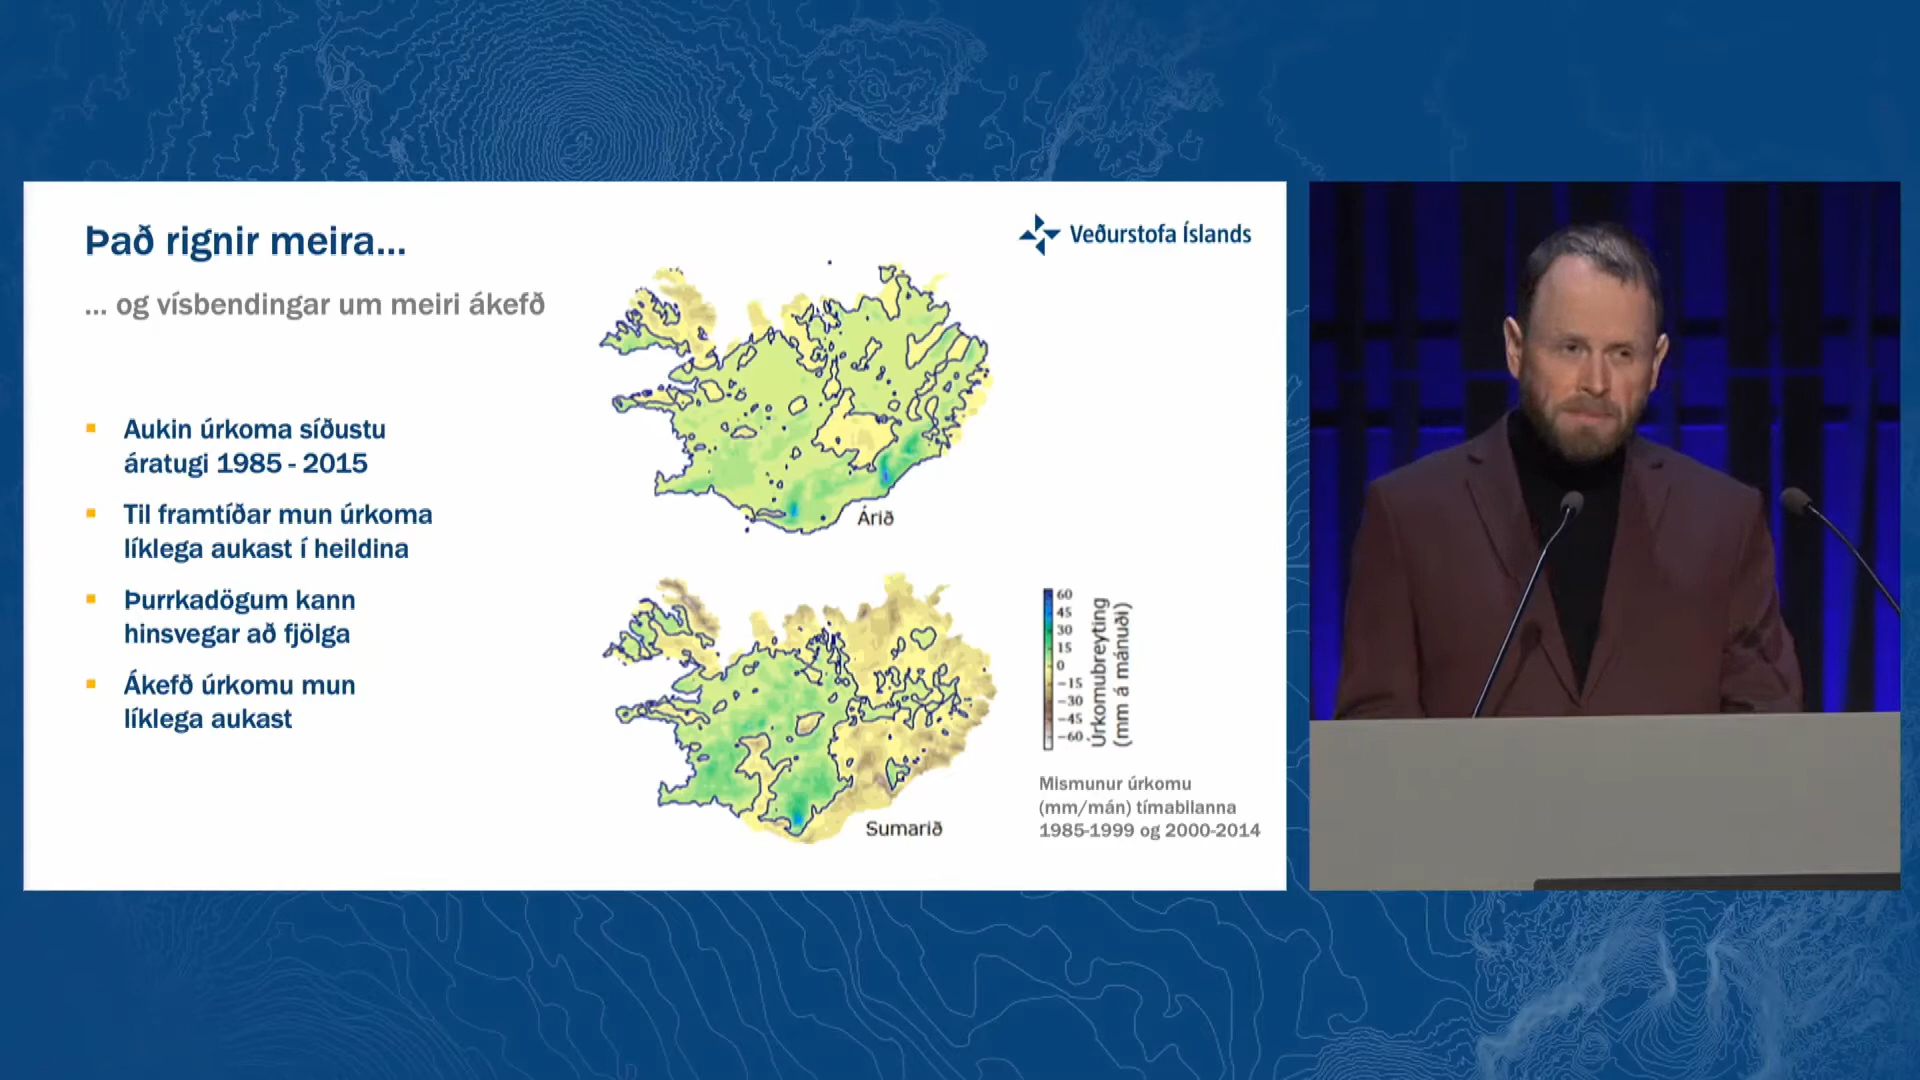 Það rignir meira...
Veðurstofa Íslands
... og vísbendingar um meiri ákefð
Aukin úrkoma síðustu
áratugi 1985 - 2015
Til framtíðar mun úrkoma
líklega aukast í heildina
Þurrkadögum kann
hinsvegar að fjölga
Ákefð úrkomu mun
líklega aukast
Árið
Sumarið
60
45
30
15
0
−15
−30
−45
−60
Úrkomubreyting
(mm á mánuði)
Mismunur úrkomu
(mm/mán) tímabilanna
1985-1999 og 2000-2014